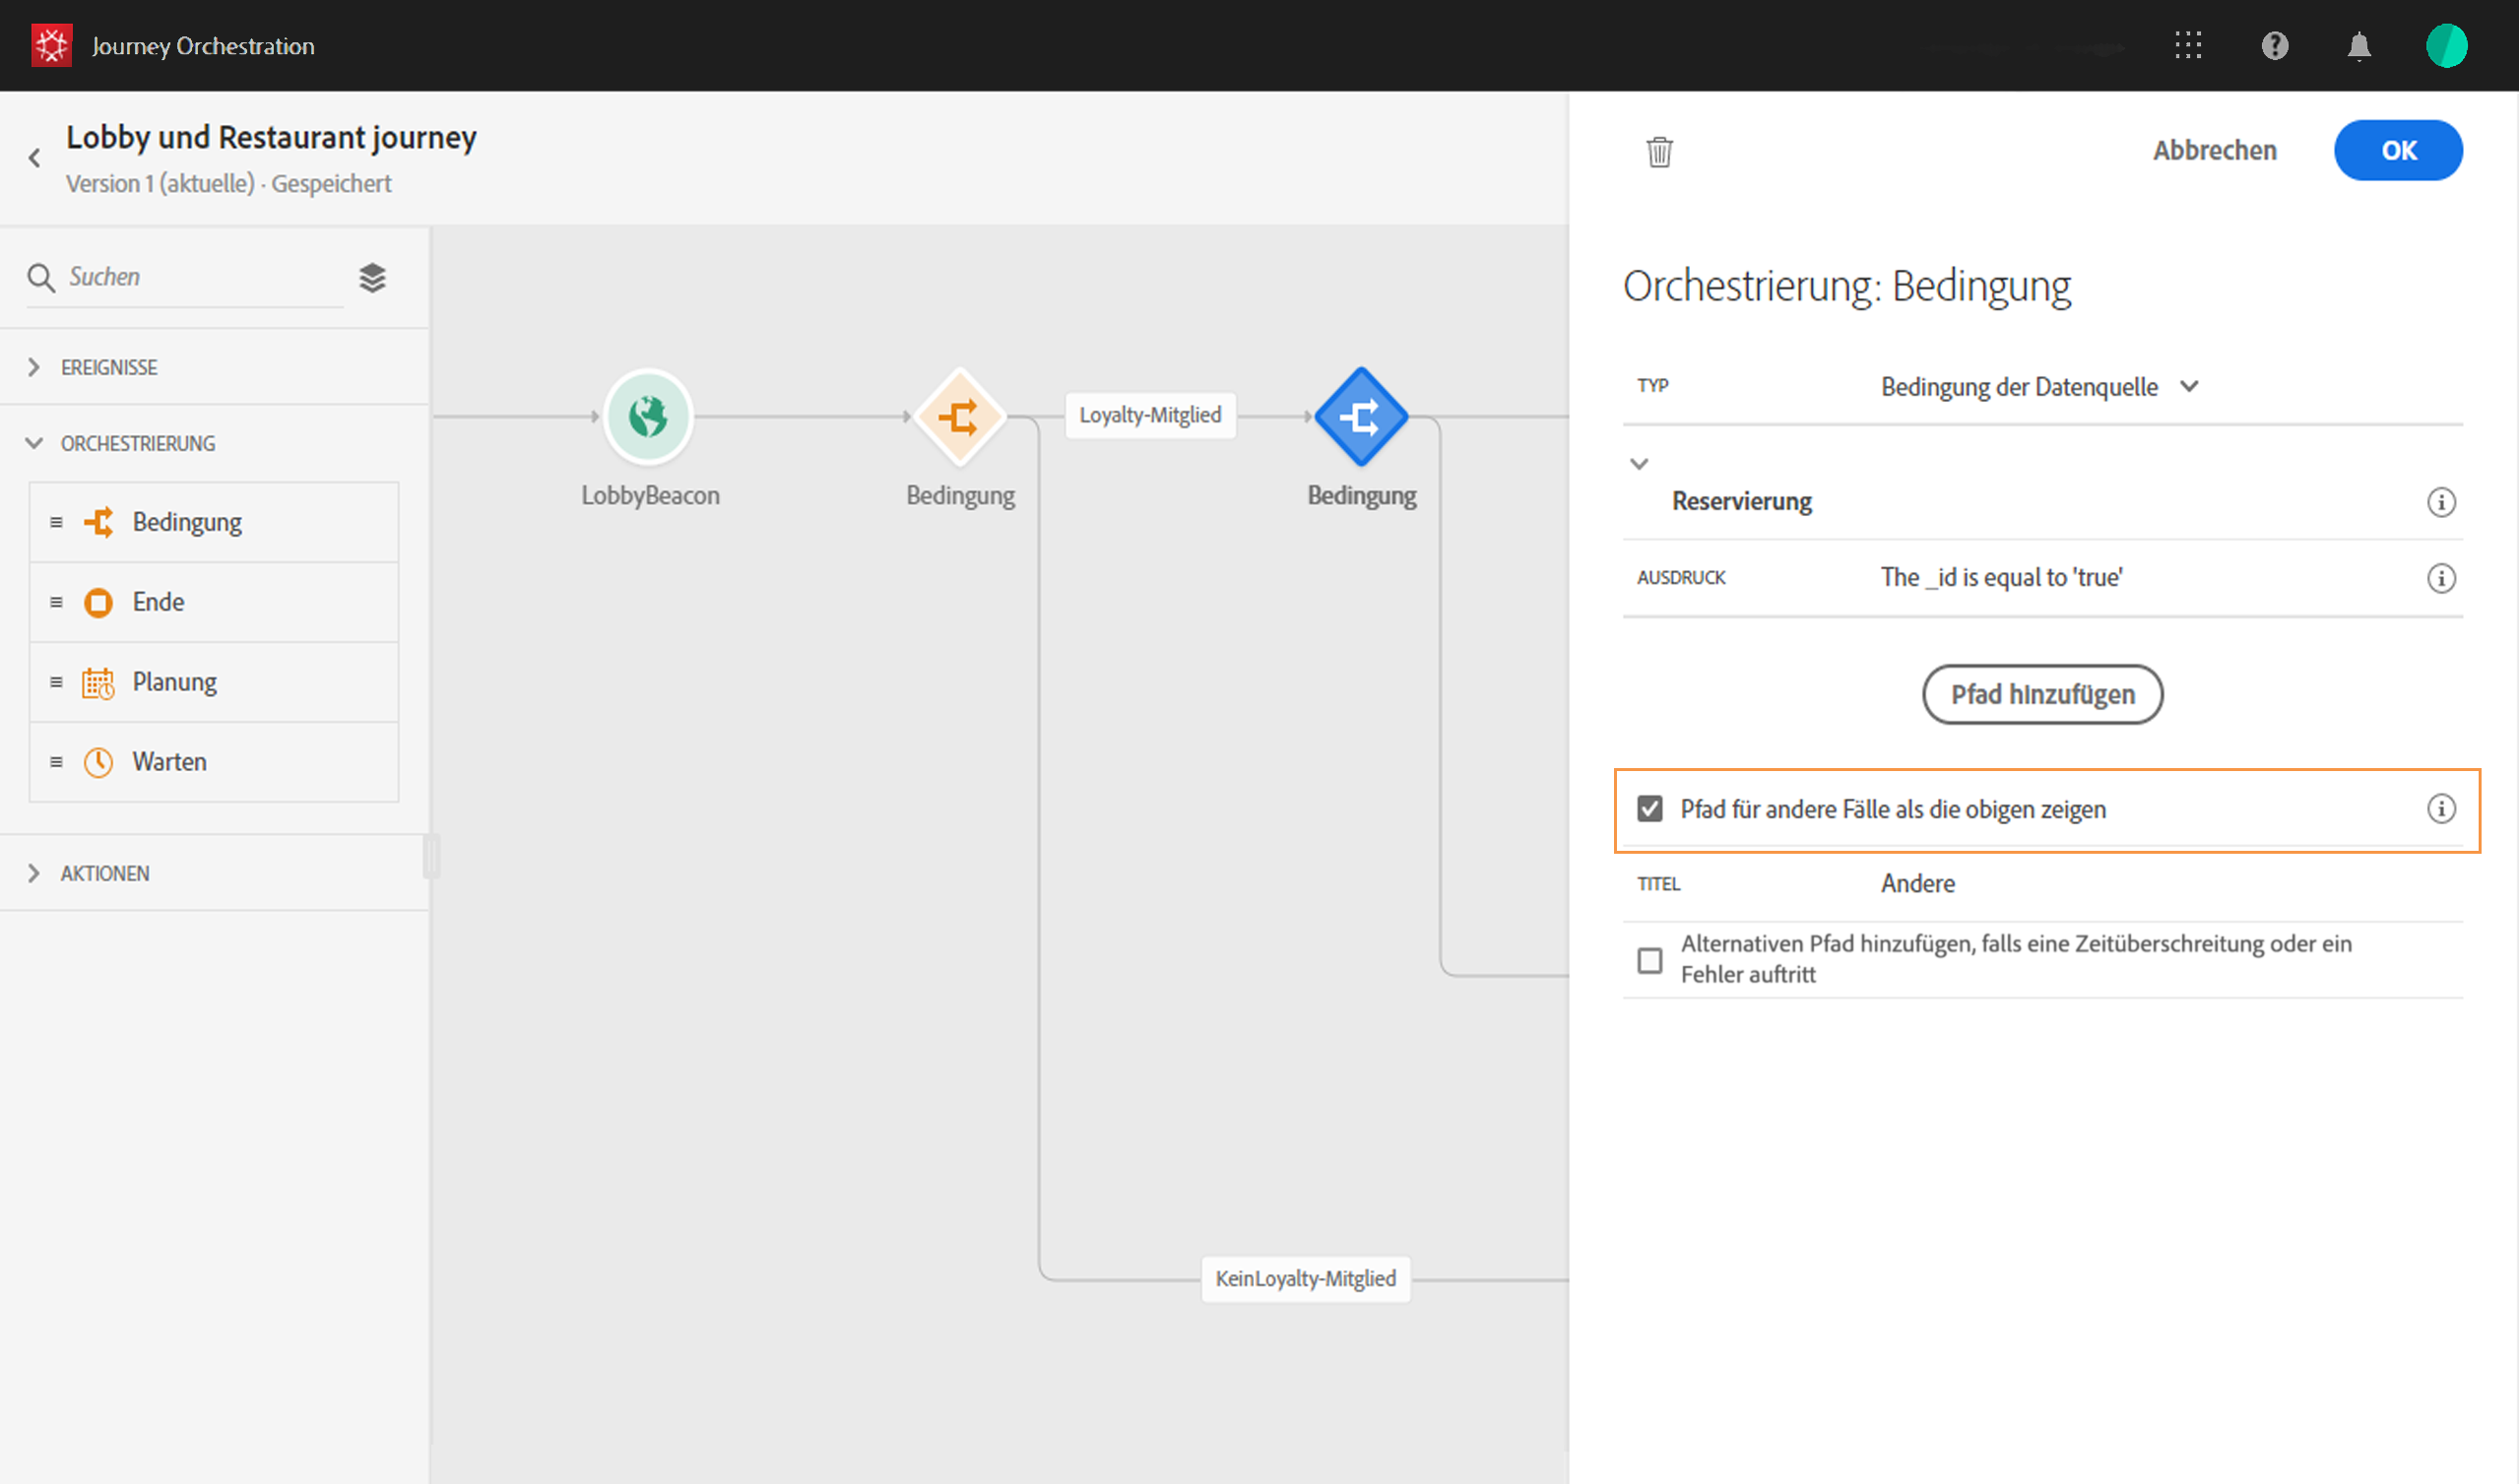 Journey Orchestration
Lobby und Restaurant journey
Version 1 (aktuelle) · Gespeichert
Abbrechen
OK
Suchen
EREIGNISSE
ORCHESTRIERUNG
Bedingung
Ende
Planung
Warten
AKTIONEN
LobbyBeacon
Bedingung
Loyalty-Mitglied
Bedingung
KeinLoyalty-Mitglied
Orchestrierung: Bedingung
TYP Bedingung der Datenquelle
Reservierung
AUSDRUCK The _id is equal to 'true'
Pfad hinzufügen
Pfad für andere Fälle als die obigen zeigen
TITEL Andere
Alternativen Pfad hinzufügen, falls eine Zeitüberschreitung oder ein
Fehler auftritt